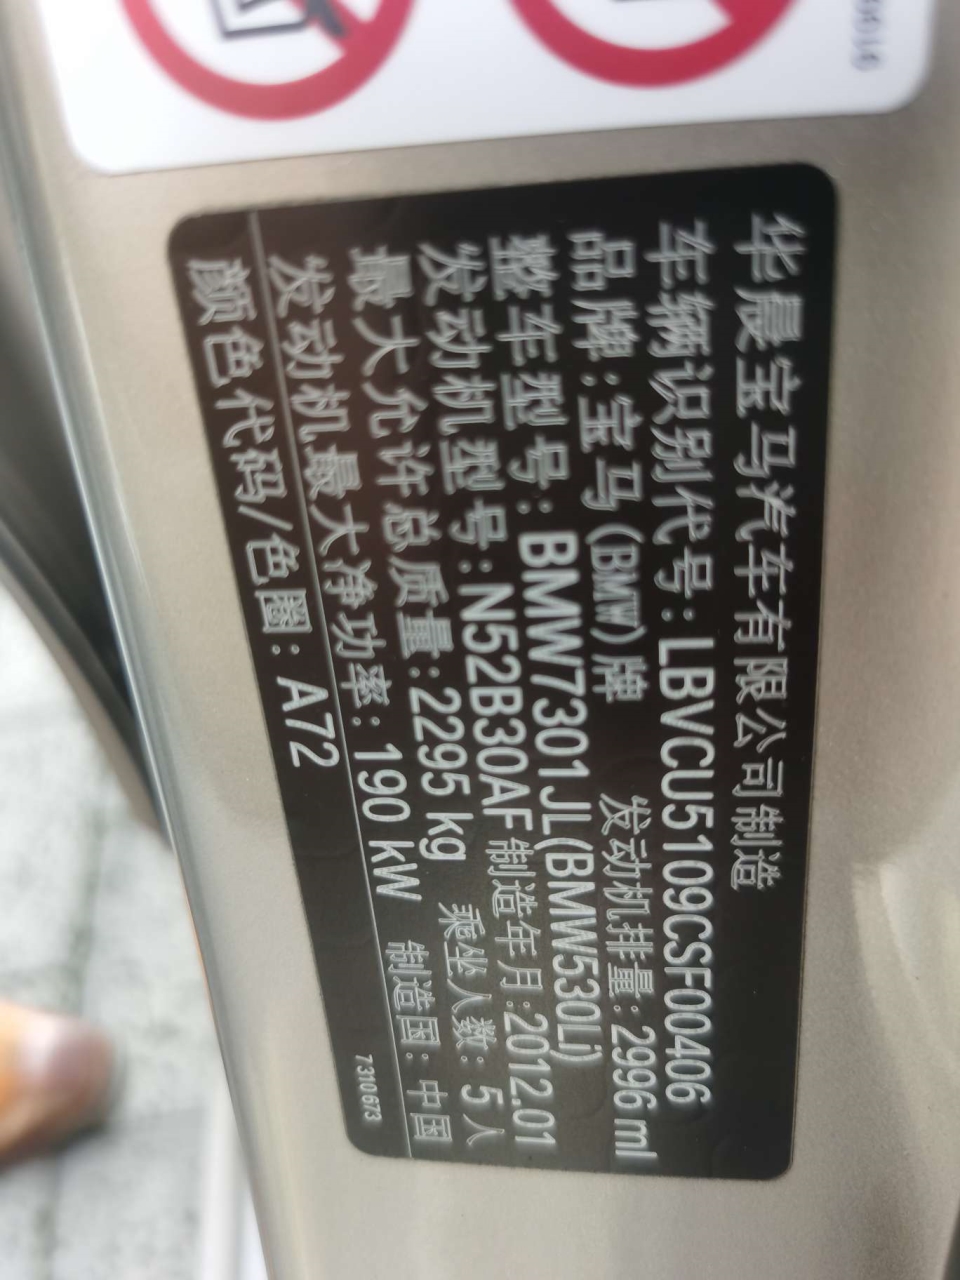 华晨宝马汽车有限公司制造
车辆识别代号:LBVCU5109CSF00406
品牌:宝马(BMW)牌 发动机排量:2996 ml
整车型号:BMW7301JL(BMW530Li)
发动机型号:N52B30AF 制造年月:2012.01
最大允许总质量:2295 kg 乘坐人数: 5 人
发动机最大净功率:190 kW 制造国:中国
颜色代码/色圈: A72
7310673